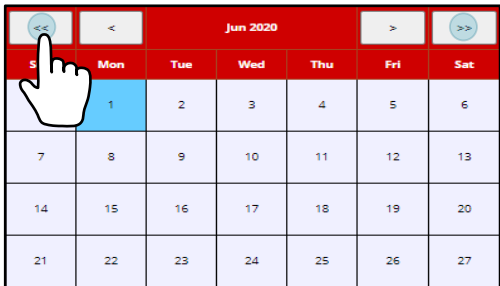 << < Jun 2020 > >>
Mon Tue Wed Thu Fri Sat
1 2 3 4 5 6
7 8 9 10 11 12 13
14 15 16 17 18 19 20
21 22 23 24 25 26 27